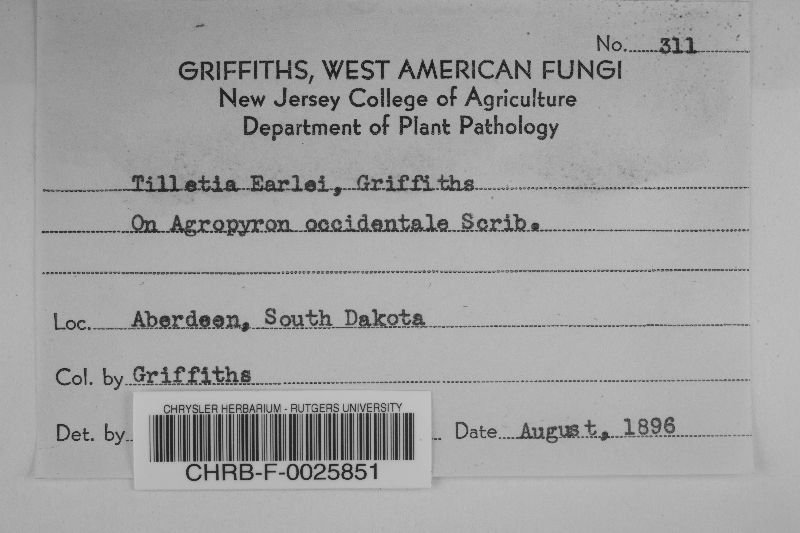 No. 311
GRIFFITHS, WEST AMERICAN FUNGI
New Jersey College of Agriculture
Department of Plant Pathology
Tilletia Earlei, Griffiths
On Agropyron occidentale Scrib.
Loc. Aberdeen, South Dakota
Col. by Griffiths
Det. by
Date August, 1896
CHRYSLER HERBARIUM - RUTGERS UNIVERSITY
CHRB-F-0025851